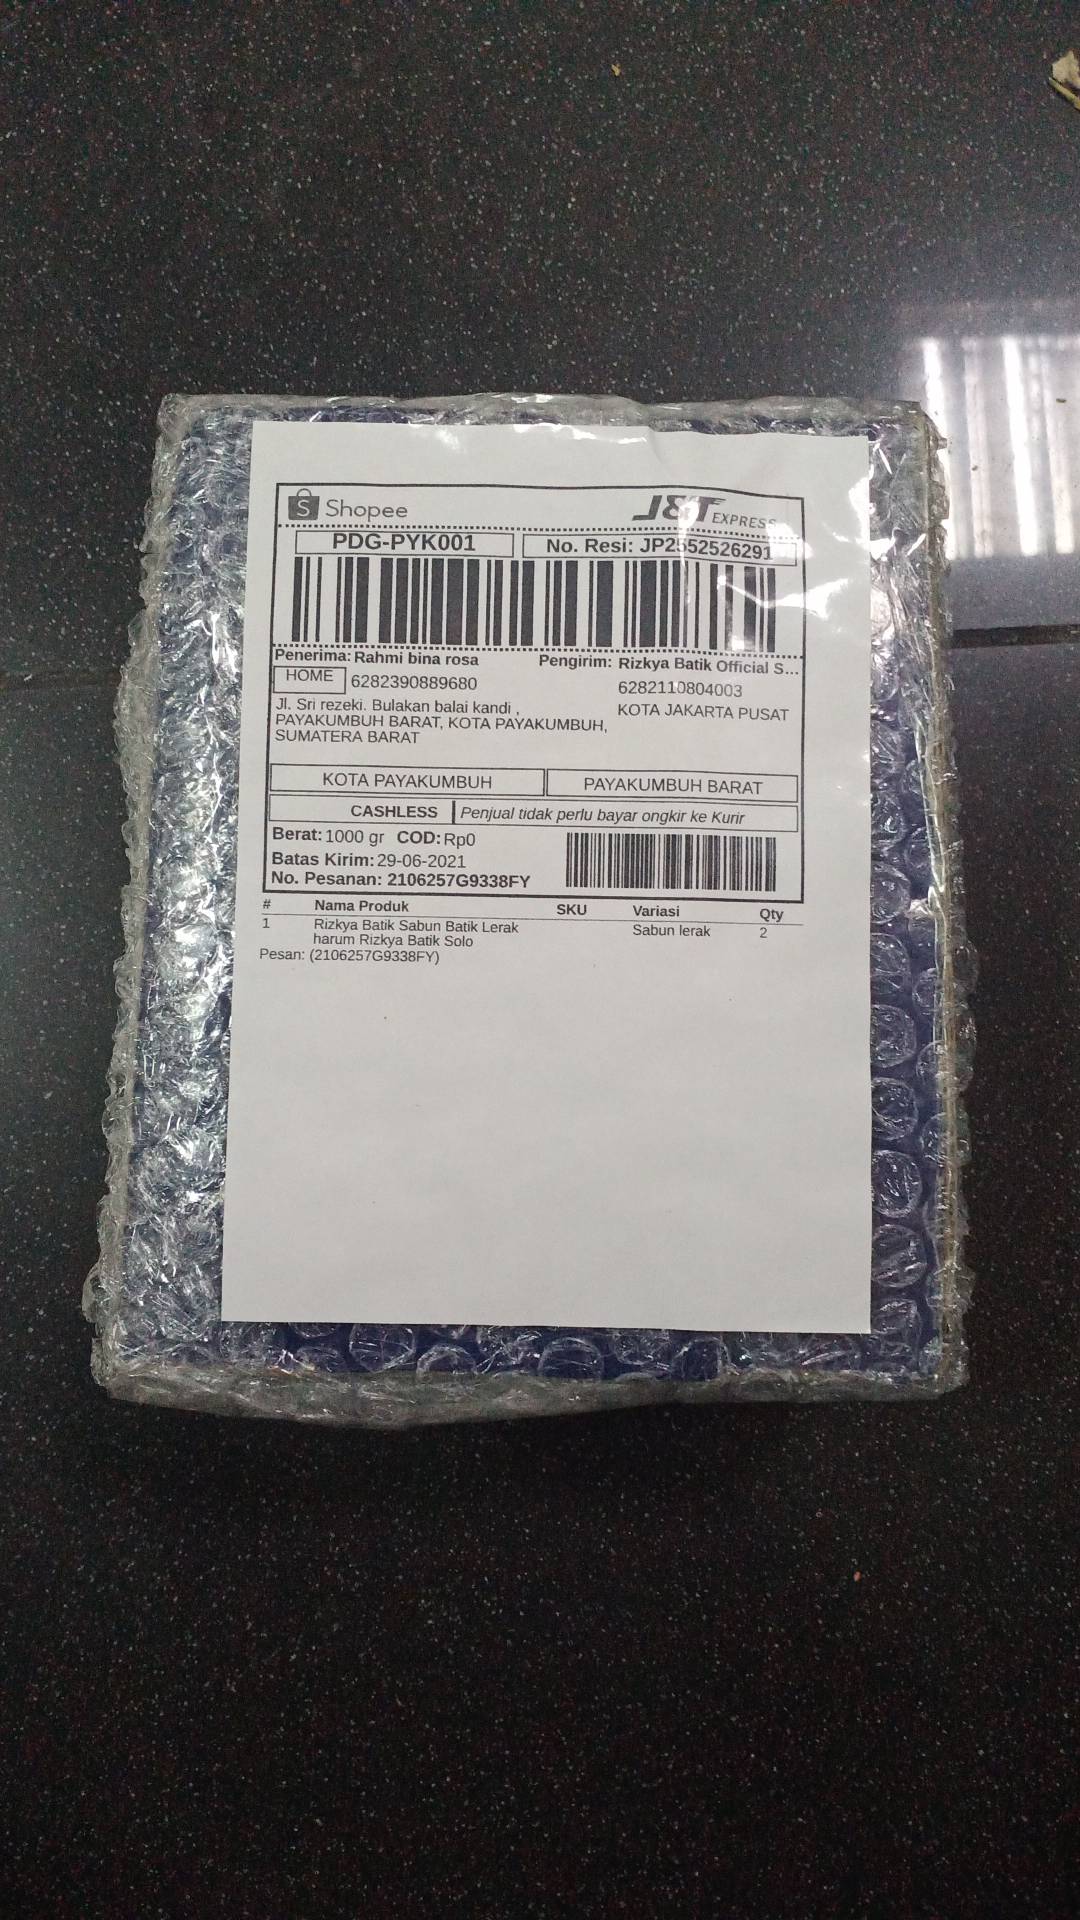 Shopee J&T EXPRESS
PDG-PYK001 No. Resi: JP2552526291
Penerima: Rahmi bina rosa Pengirim: Rizkya Batik Official S...
HOME 6282390889680 6282110804003
Jl. Sri rezeki. Bulakan balai kandi , KOTA JAKARTA PUSAT
PAYAKUMBUH BARAT, KOTA PAYAKUMBUH,
SUMATERA BARAT
KOTA PAYAKUMBUH PAYAKUMBUH BARAT
CASHLESS Penjual tidak perlu bayar ongkir ke Kurir
Berat: 1000 gr COD: Rp0
Batas Kirim: 29-06-2021
No. Pesanan: 2106257G9338FY
# Nama Produk SKU Variasi Qty
1 Rizkya Batik Sabun Batik Lerak Sabun lerak 2
harum Rizkya Batik Solo
Pesan: (2106257G9338FY)